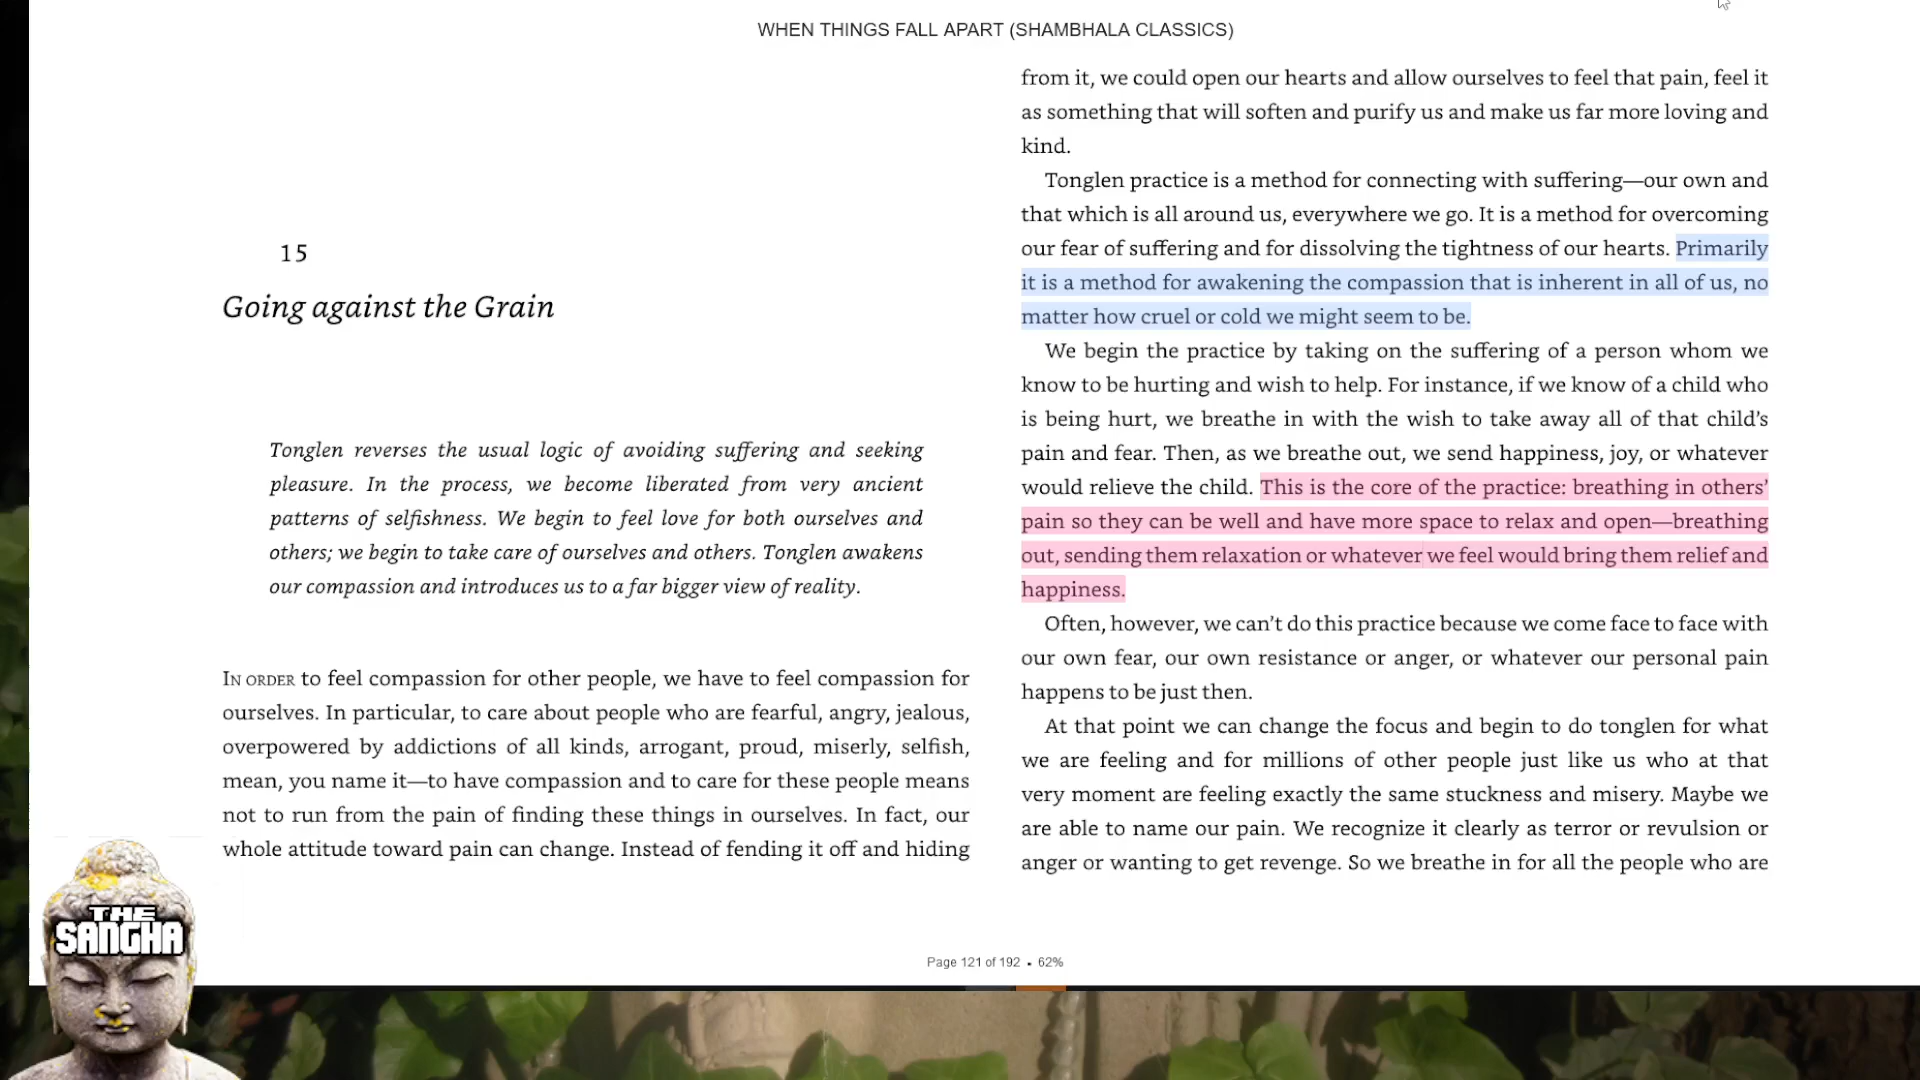 WHEN THINGS FALL APART (SHAMBHALA CLASSICS)
15
Going against the Grain
Tonglen reverses the usual logic of avoiding suffering and seeking
pleasure. In the process, we become liberated from very ancient
patterns of selfishness. We begin to feel love for both ourselves and
others; we begin to take care of ourselves and others. Tonglen awakens
our compassion and introduces us to a far bigger view of reality.
IN ORDER to feel compassion for other people, we have to feel compassion for
ourselves. In particular, to care about people who are fearful, angry, jealous,
overpowered by addictions of all kinds, arrogant, proud, miserly, selfish,
mean, you name it—to have compassion and to care for these people means
not to run from the pain of finding these things in ourselves. In fact, our
whole attitude toward pain can change. Instead of fending it off and hiding
from it, we could open our hearts and allow ourselves to feel that pain, feel it
as something that will soften and purify us and make us far more loving and
kind.
Tonglen practice is a method for connecting with suffering—our own and
that which is all around us, everywhere we go. It is a method for overcoming
our fear of suffering and for dissolving the tightness of our hearts. Primarily
it is a method for awakening the compassion that is inherent in all of us, no
matter how cruel or cold we might seem to be.
We begin the practice by taking on the suffering of a person whom we
know to be hurting and wish to help. For instance, if we know of a child who
is being hurt, we breathe in with the wish to take away all of that child's
pain and fear. Then, as we breathe out, we send happiness, joy, or whatever
would relieve the child. This is the core of the practice: breathing in others'
pain so they can be well and have more space to relax and open—breathing
out, sending them relaxation or whatever we feel would bring them relief and
happiness.
Often, however, we can't do this practice because we come face to face with
our own fear, our own resistance or anger, or whatever our personal pain
happens to be just then.
At that point we can change the focus and begin to do tonglen for what
we are feeling and for millions of other people just like us who at that
very moment are feeling exactly the same stuckness and misery. Maybe we
are able to name our pain. We recognize it clearly as terror or revulsion or
anger or wanting to get revenge. So we breathe in for all the people who are
Page 121 of 192 • 62%
THE
SANGHA